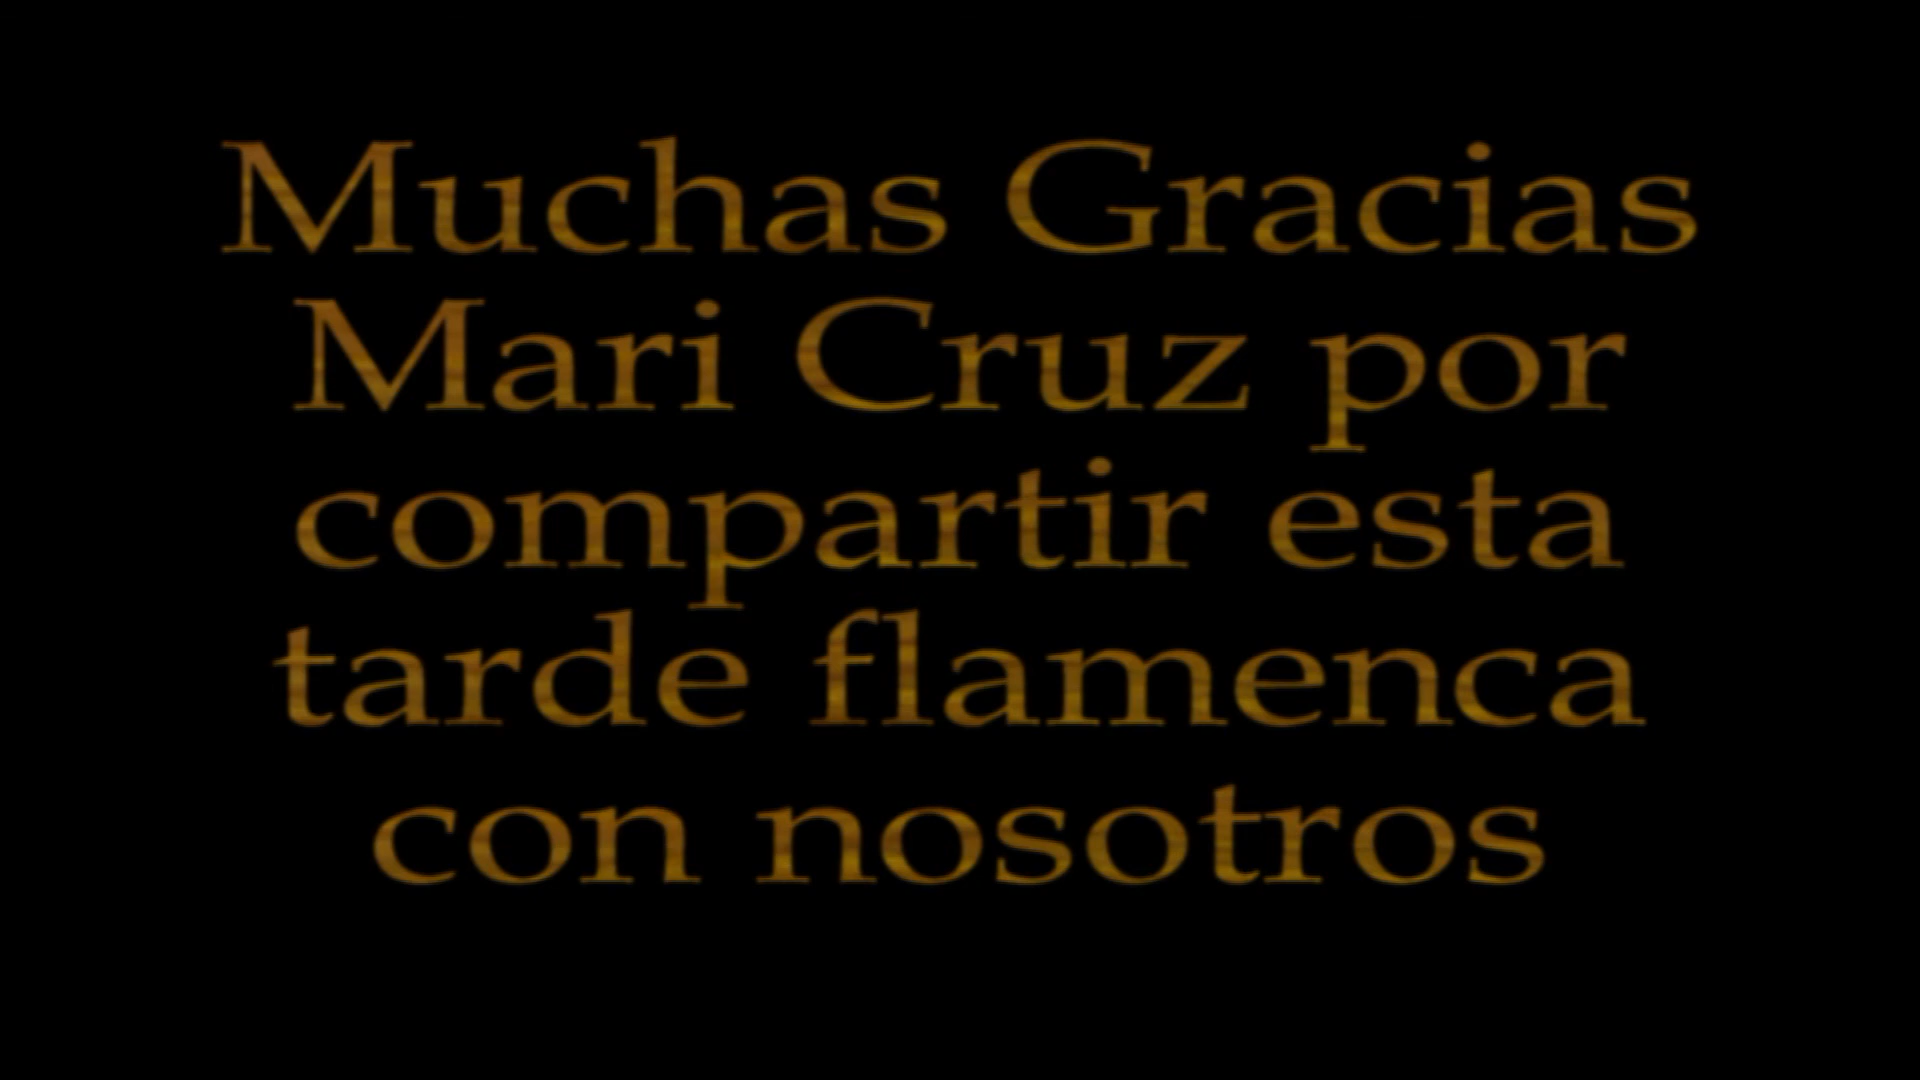 Muchas Gracias
Mari Cruz por
compartir esta
tarde flamenca
con nosotros